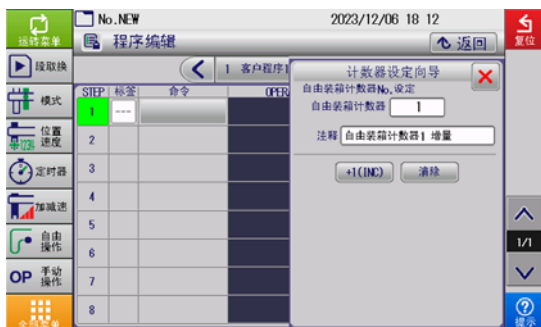 No.NEW 2023/12/06 18 12
运转菜单 程序编辑 返回 复位
段取换 1 客户程序1 计数器设定向导
自由装箱计数器No.设定
STEP 标签 命令 OPER
模式 1 --- 自由装箱计数器 1
位置速度 2 注释 自由装箱计数器1 增量
定时器 3 +1(INC) 清除
加减速 4
自由操作 5 1/1
6
OP 手动操作 7
全部菜单 8 提示